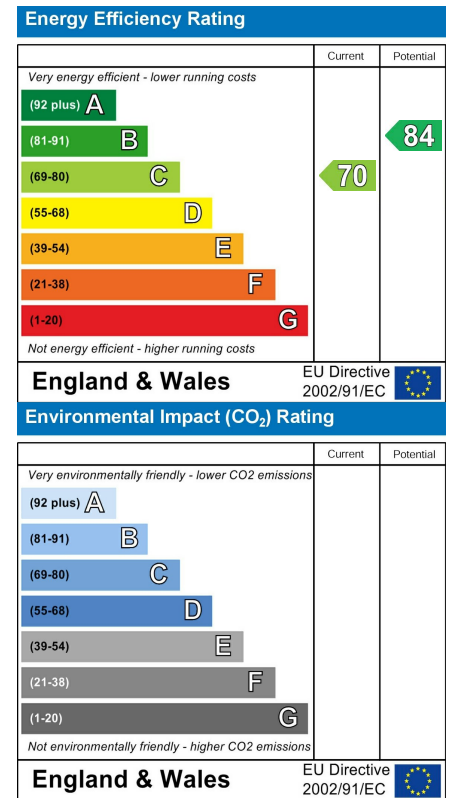 Energy Efficiency Rating
Current Potential
Very energy efficient - lower running costs
(92 plus) A
(81-91) B
84
(69-80) C
70
(55-68) D
(39-54) E
(21-38) F
(1-20) G
Not energy efficient - higher running costs
England & Wales
EU Directive
2002/91/EC
Environmental Impact (CO₂) Rating
Current Potential
Very environmentally friendly - lower CO2 emissions
(92 plus) A
(81-91) B
(69-80) C
(55-68) D
(39-54) E
(21-38) F
(1-20) G
Not environmentally friendly - higher CO2 emissions
England & Wales
EU Directive
2002/91/EC